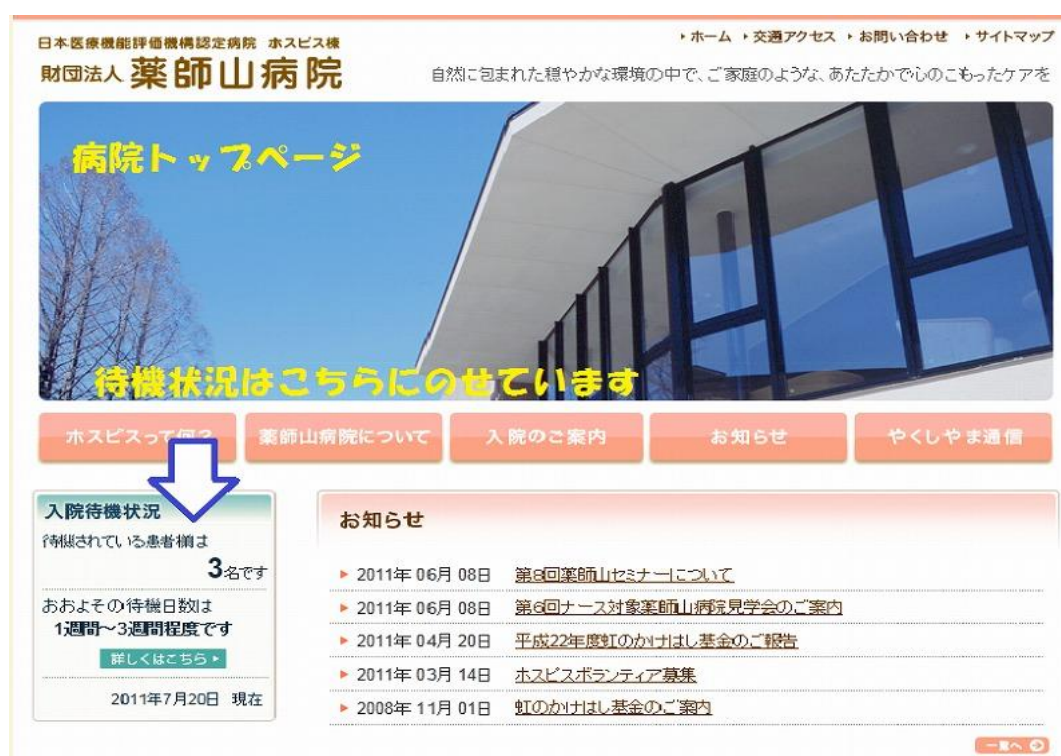 日本医療機能評価機構認定病院 ホスピス棟
財団法人 薬師山病院
ホーム 交通アクセス お問い合わせ サイトマップ
自然に包まれた穏やかな環境の中で、ご家庭のような、あたたかで心のこもったケアを
病院トップページ
待機状況はこちらにのせています
ホスピスって何?
薬師山病院について
入院のご案内
お知らせ
やくしやま通信
入院待機状況
待機されている患者様は
3名です
おおよその待機日数は
1週間～3週間程度です
詳しくはこちら
2011年7月20日 現在
お知らせ
2011年 06月 08日 第8回薬師山セミナーについて
2011年 06月 08日 第6回ナース対象薬師山病院見学会のご案内
2011年 04月 20日 平成22年度虹のかけはし基金のご報告
2011年 03月 14日 ホスピスボランティア募集
2008年 11月 01日 虹のかけはし基金のご案内
一覧へ